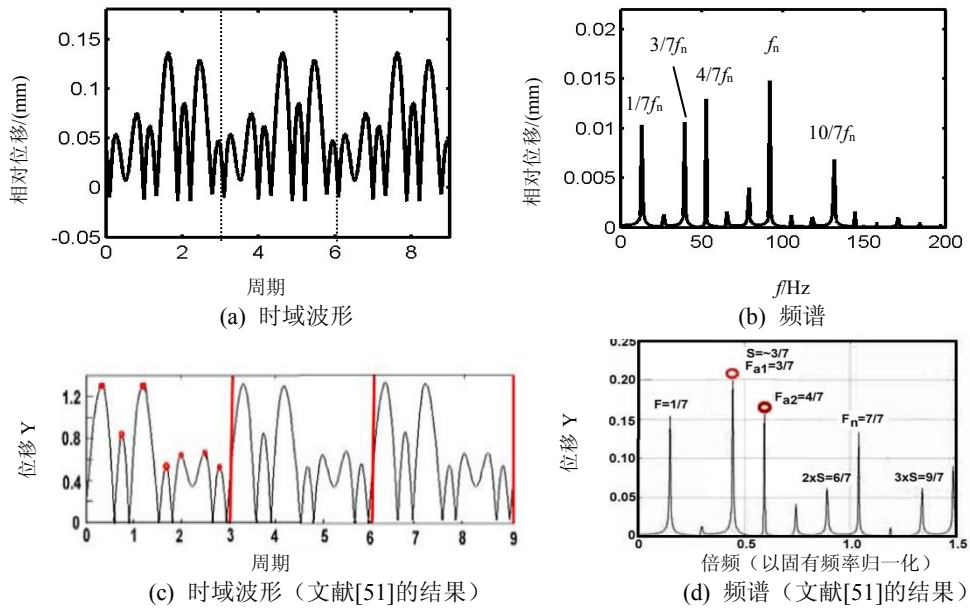 0.15
0.1
0.05
0
-0.05
相对位移/(mm)
0 2 4 6 8
周期
(a) 时域波形
0.02
0.015
0.01
0.005
0
相对位移/(mm)
1/7fn
3/7fn
4/7fn
fn
10/7fn
0 50 100 150 200
f/Hz
(b) 频谱
1.2
0.8
0.4
0
位移 Y
0 1 2 3 4 5 6 7 8 9
周期
(c) 时域波形（文献[51]的结果）
0.25
0.20
0.15
0.10
0.05
0
位移 Y
S=~3/7
Fa1=3/7
Fa2=4/7
F=1/7
Fn=7/7
2xS=6/7
3xS=9/7
0 0.5 1.0 1.5
倍频（以固有频率归一化）
(d) 频谱（文献[51]的结果）